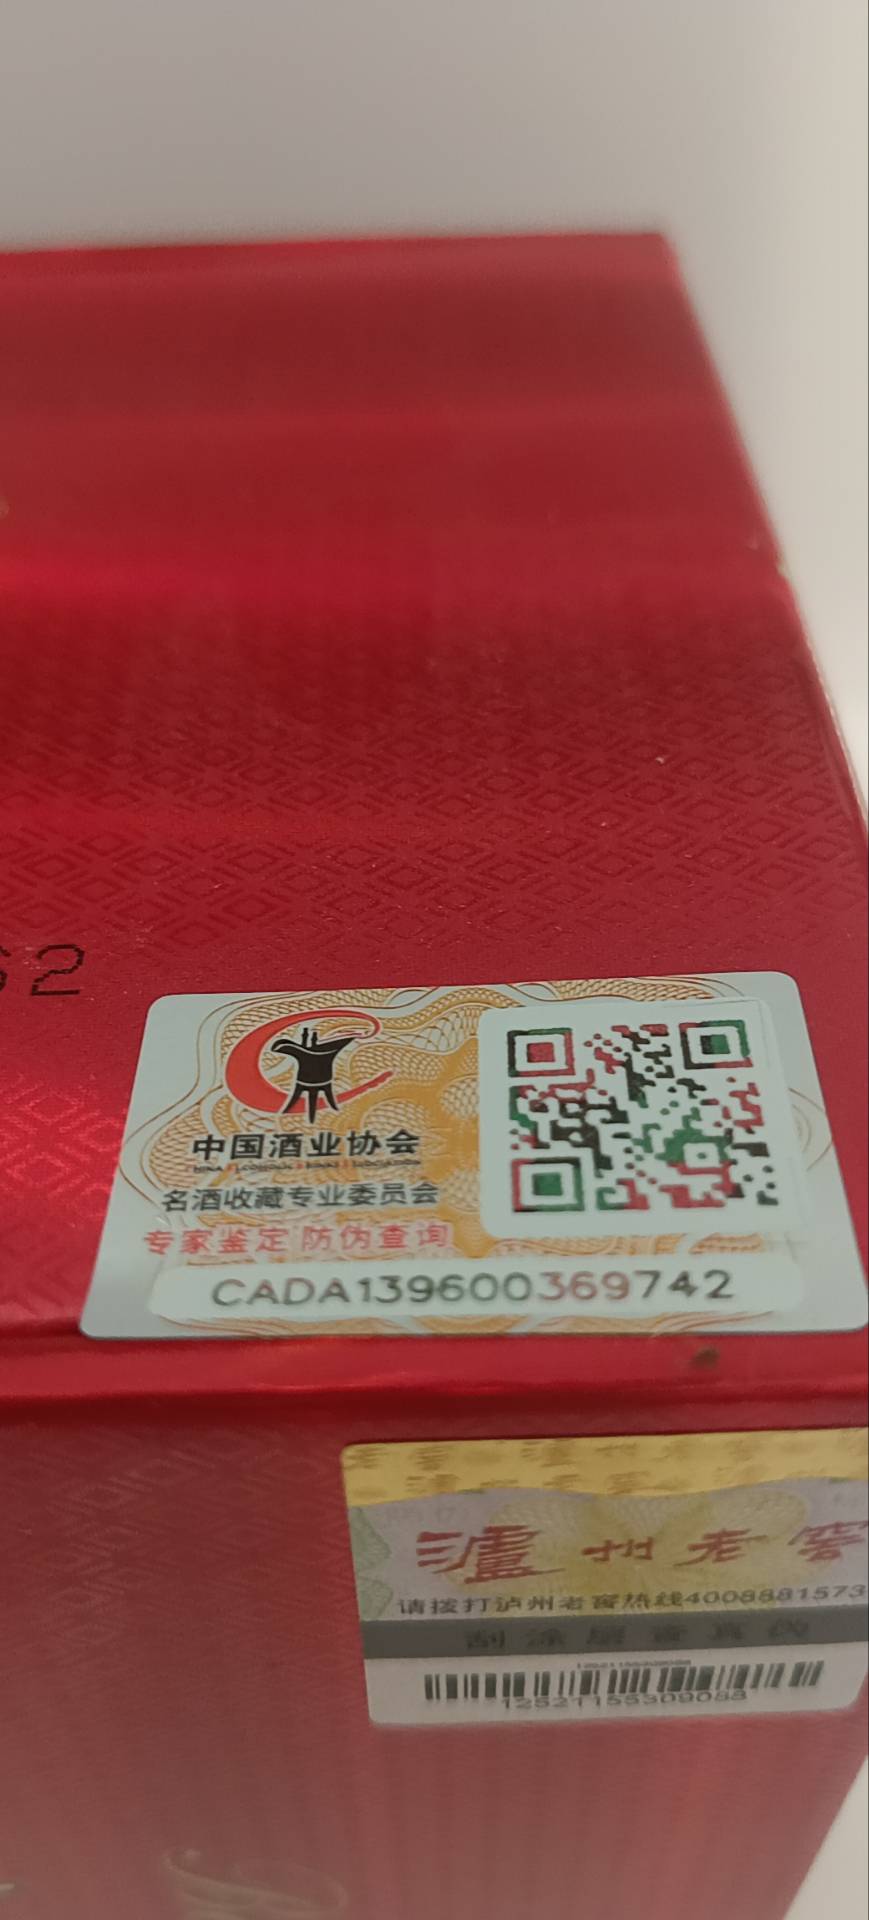 62
中国酒业协会
名酒收藏专业委员会
专家鉴定 防伪查询
CADA139600369742
泸州老窖
请拨打泸州老窖热线4008881573
刮涂层查真伪
12521155309088